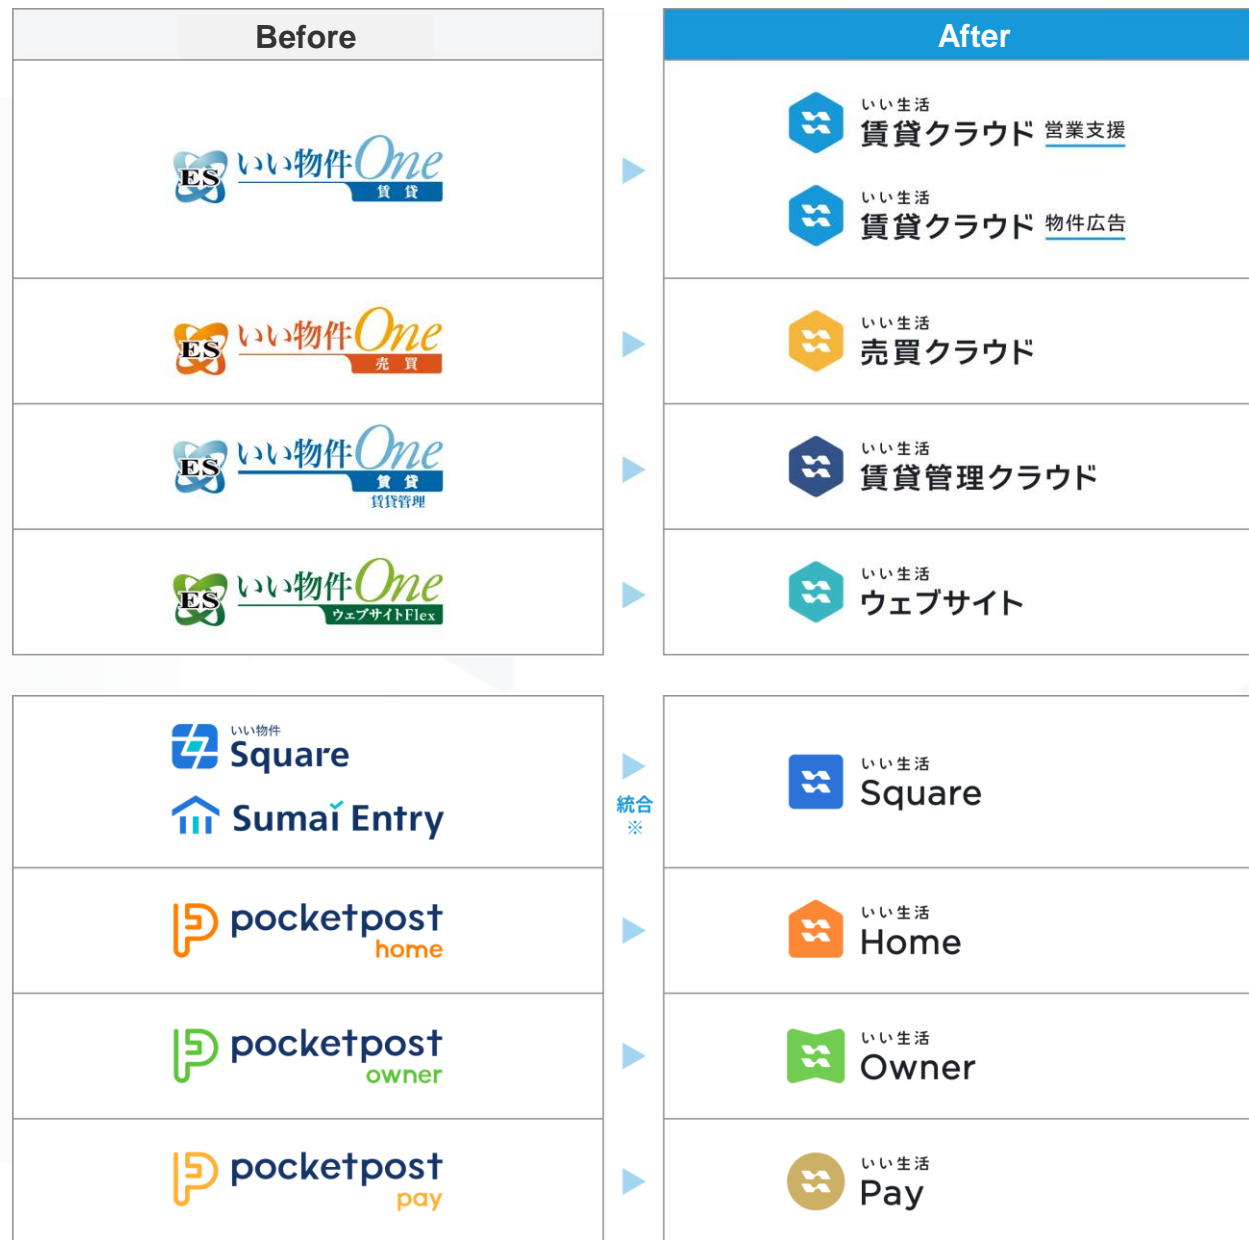 Before
After
ES いい物件One
賃貸
いい生活
賃貸クラウド 営業支援
いい生活
賃貸クラウド 物件広告
ES いい物件One
売買
いい生活
売買クラウド
ES いい物件One
賃貸
賃貸管理
いい生活
賃貸管理クラウド
ES いい物件One
ウェブサイトFlex
いい生活
ウェブサイト
いい物件
Square
Sumai Entry
統合
※
いい生活
Square
pocketpost
home
いい生活
Home
pocketpost
owner
いい生活
Owner
pocketpost
pay
いい生活
Pay